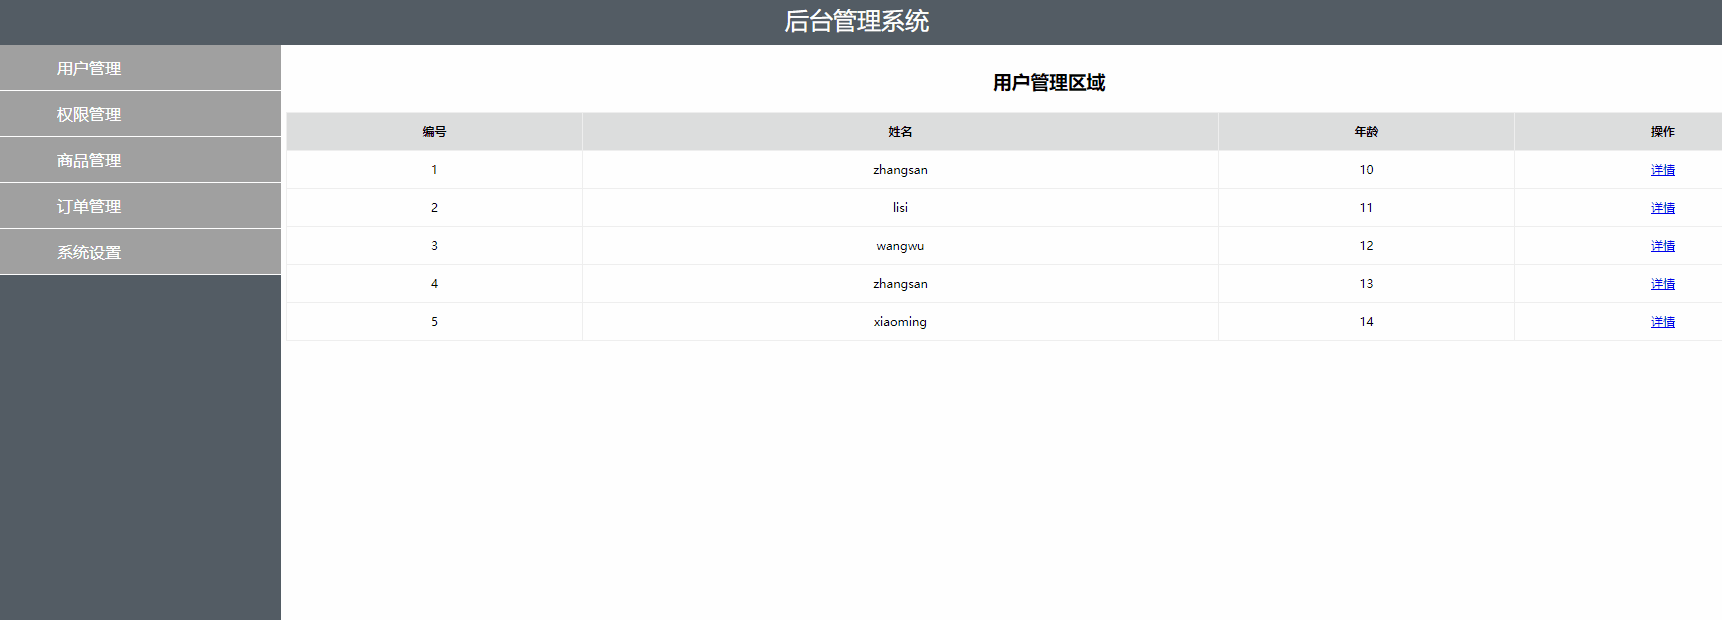 后台管理系统
用户管理
权限管理
商品管理
订单管理
系统设置
用户管理区域
编号 姓名 年龄 操作
1 zhangsan 10 详情
2 lisi 11 详情
3 wangwu 12 详情
4 zhangsan 13 详情
5 xiaoming 14 详情